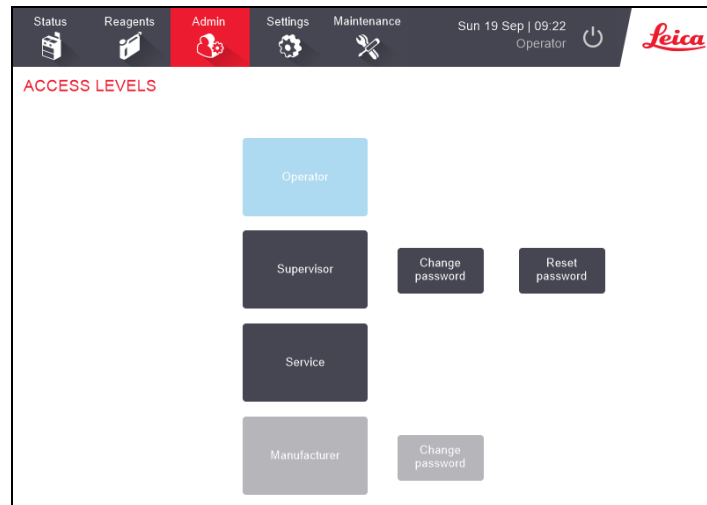 Status Reagents Admin Settings Maintenance Sun 19 Sep | 09:22
Operator
Leica
ACCESS LEVELS
Operator
Supervisor
Change
password
Reset
password
Service
Manufacturer
Change
password